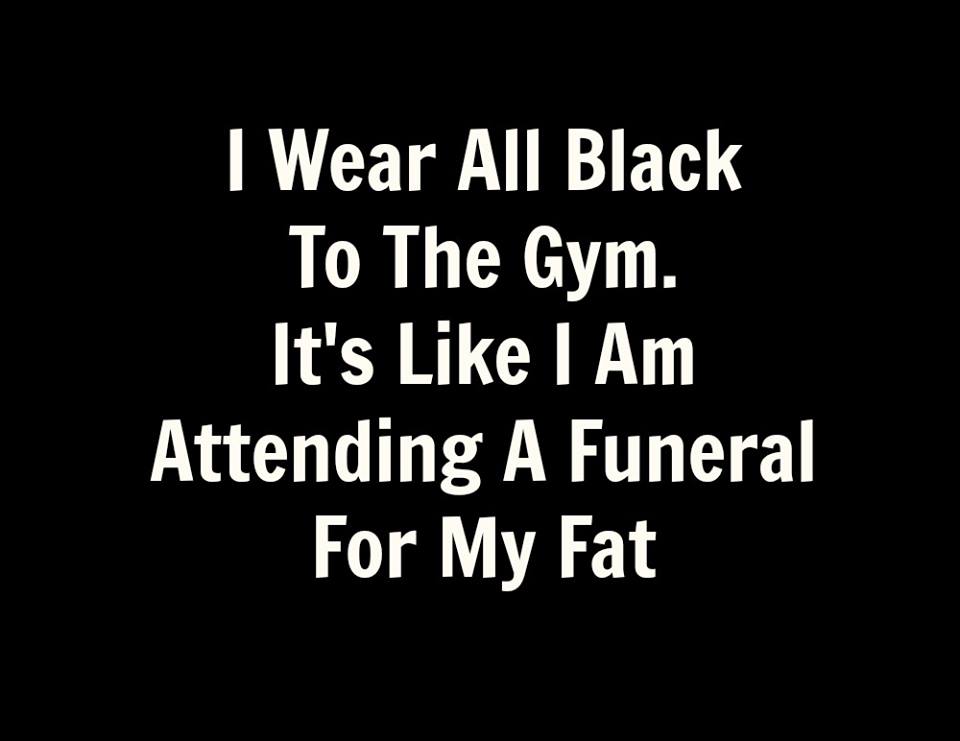 I Wear All Black
To The Gym.
It's Like I Am
Attending A Funeral
For My Fat